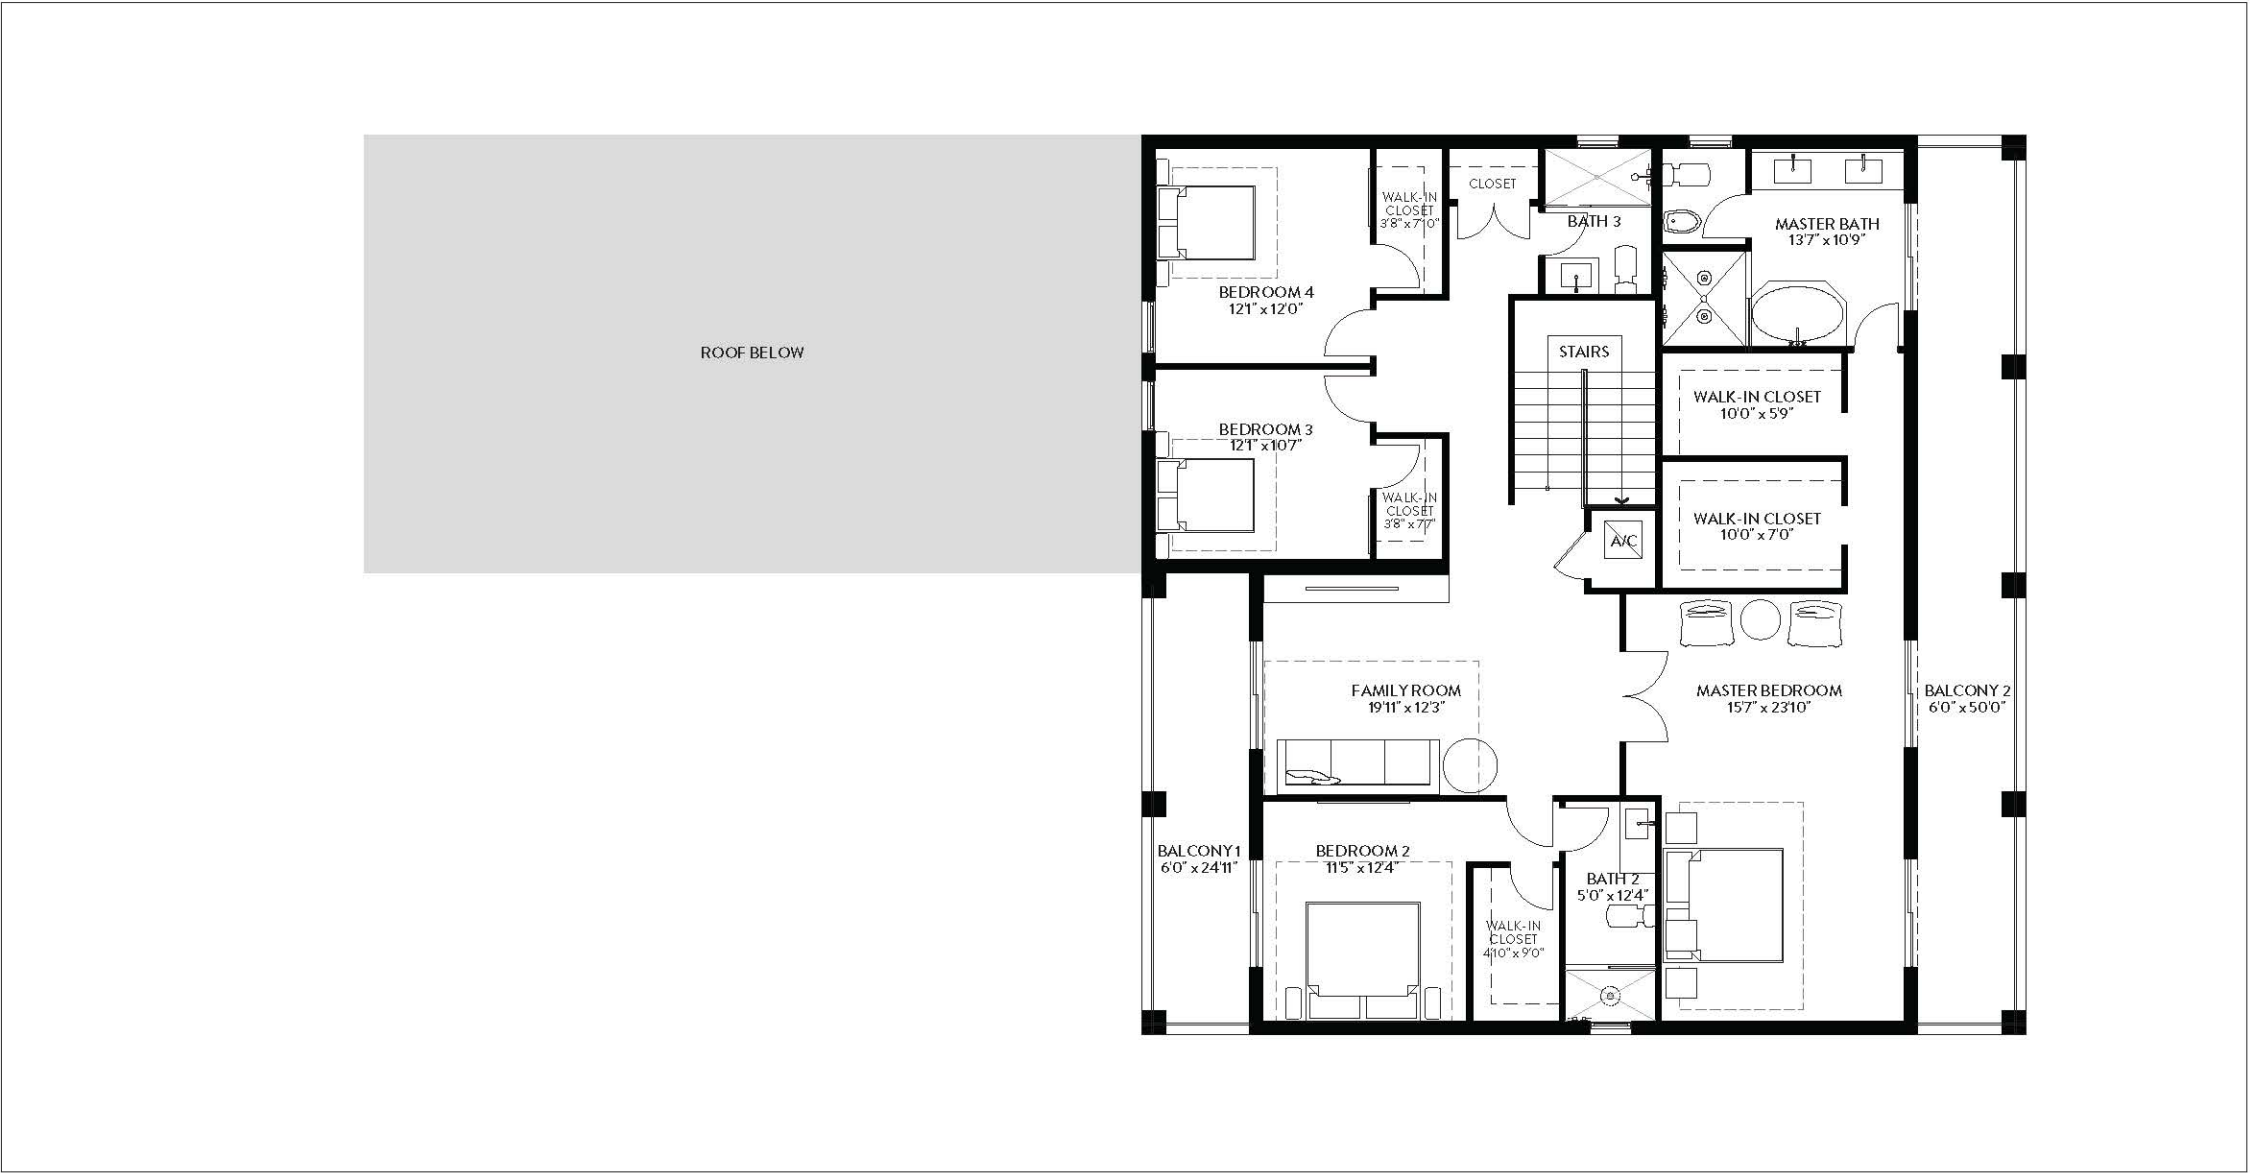 ROOF BELOW
BEDROOM 4
12'1" x 12'0"
WALK-IN
CLOSET
3'8" x 7'10"
CLOSET
BATH 3
MASTER BATH
13'7" x 10'9"
STAIRS
WALK-IN CLOSET
10'0" x 5'9"
BEDROOM 3
12'1" x 10'7"
WALK-IN
CLOSET
3'8" x 7'7"
A/C
WALK-IN CLOSET
10'0" x 7'0"
FAMILY ROOM
19'11" x 12'3"
MASTER BEDROOM
15'7" x 23'10"
BALCONY 2
6'0" x 50'0"
BALCONY 1
6'0" x 24'11"
BEDROOM 2
11'5" x 12'4"
WALK-IN
CLOSET
4'10" x 9'0"
BATH 2
5'0" x 12'4"